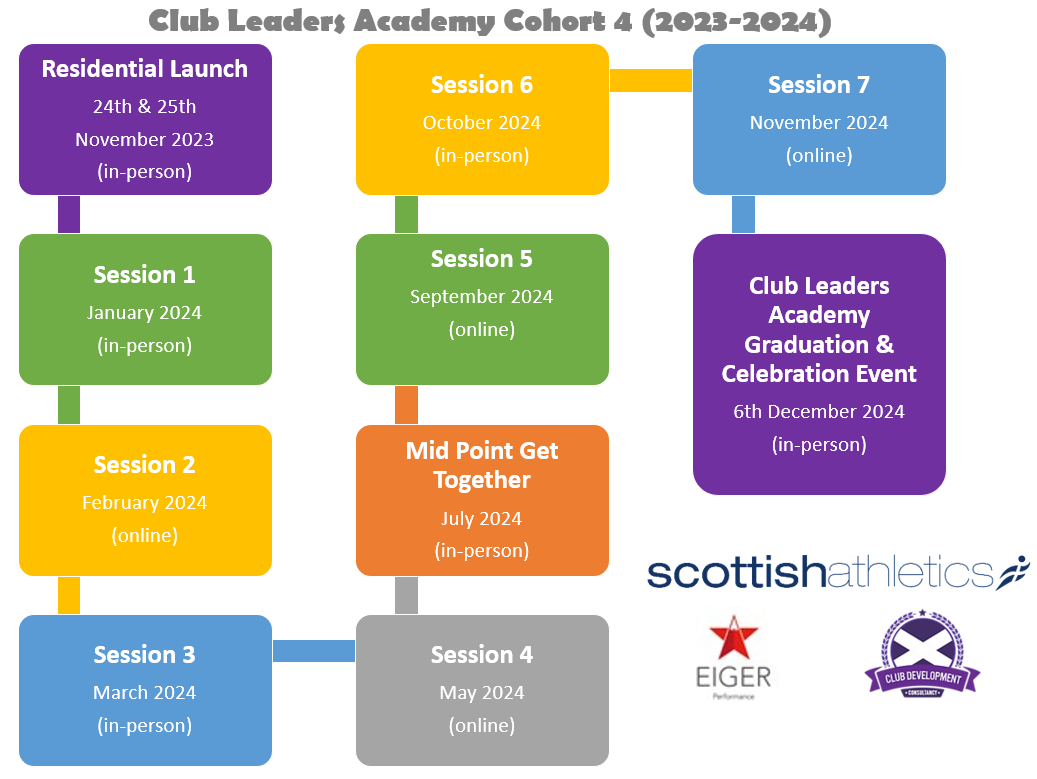 Club Leaders Academy Cohort 4 (2023-2024)
Residential Launch
24th & 25th
November 2023
(in-person)
Session 1
January 2024
(in-person)
Session 2
February 2024
(online)
Session 3
March 2024
(in-person)
Session 4
May 2024
(online)
Mid Point Get
Together
July 2024
(in-person)
Session 5
September 2024
(online)
Session 6
October 2024
(in-person)
Session 7
November 2024
(online)
Club Leaders
Academy
Graduation &
Celebration Event
6th December 2024
(in-person)
scottishathletics
EIGER
Performance
CLUB DEVELOPMENT
CONSULTANCY